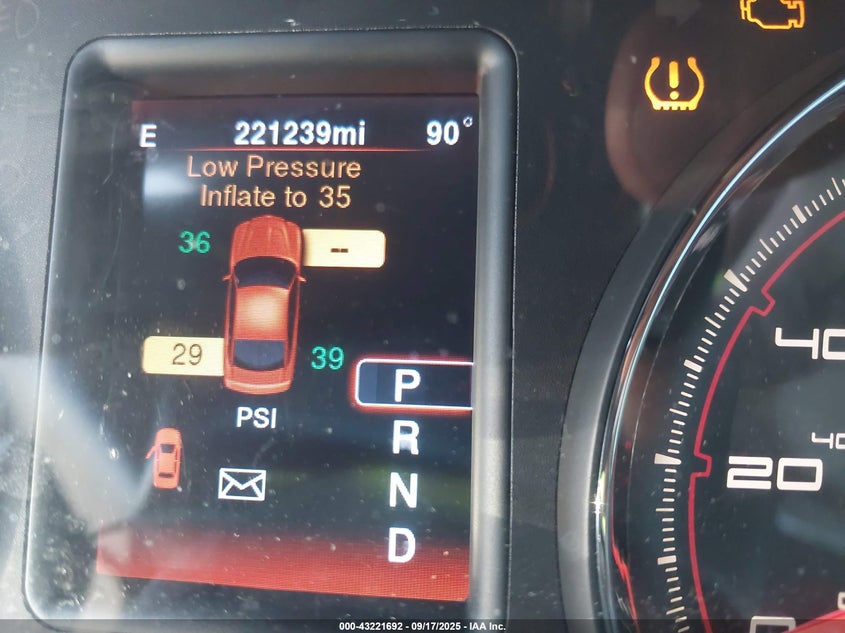 E 221239mi 90°
Low Pressure
Inflate to 35
36 --
29 39
PSI
P
R
N
D
40
40
20
000-43221692 - 09/17/2025 - IAA Inc.